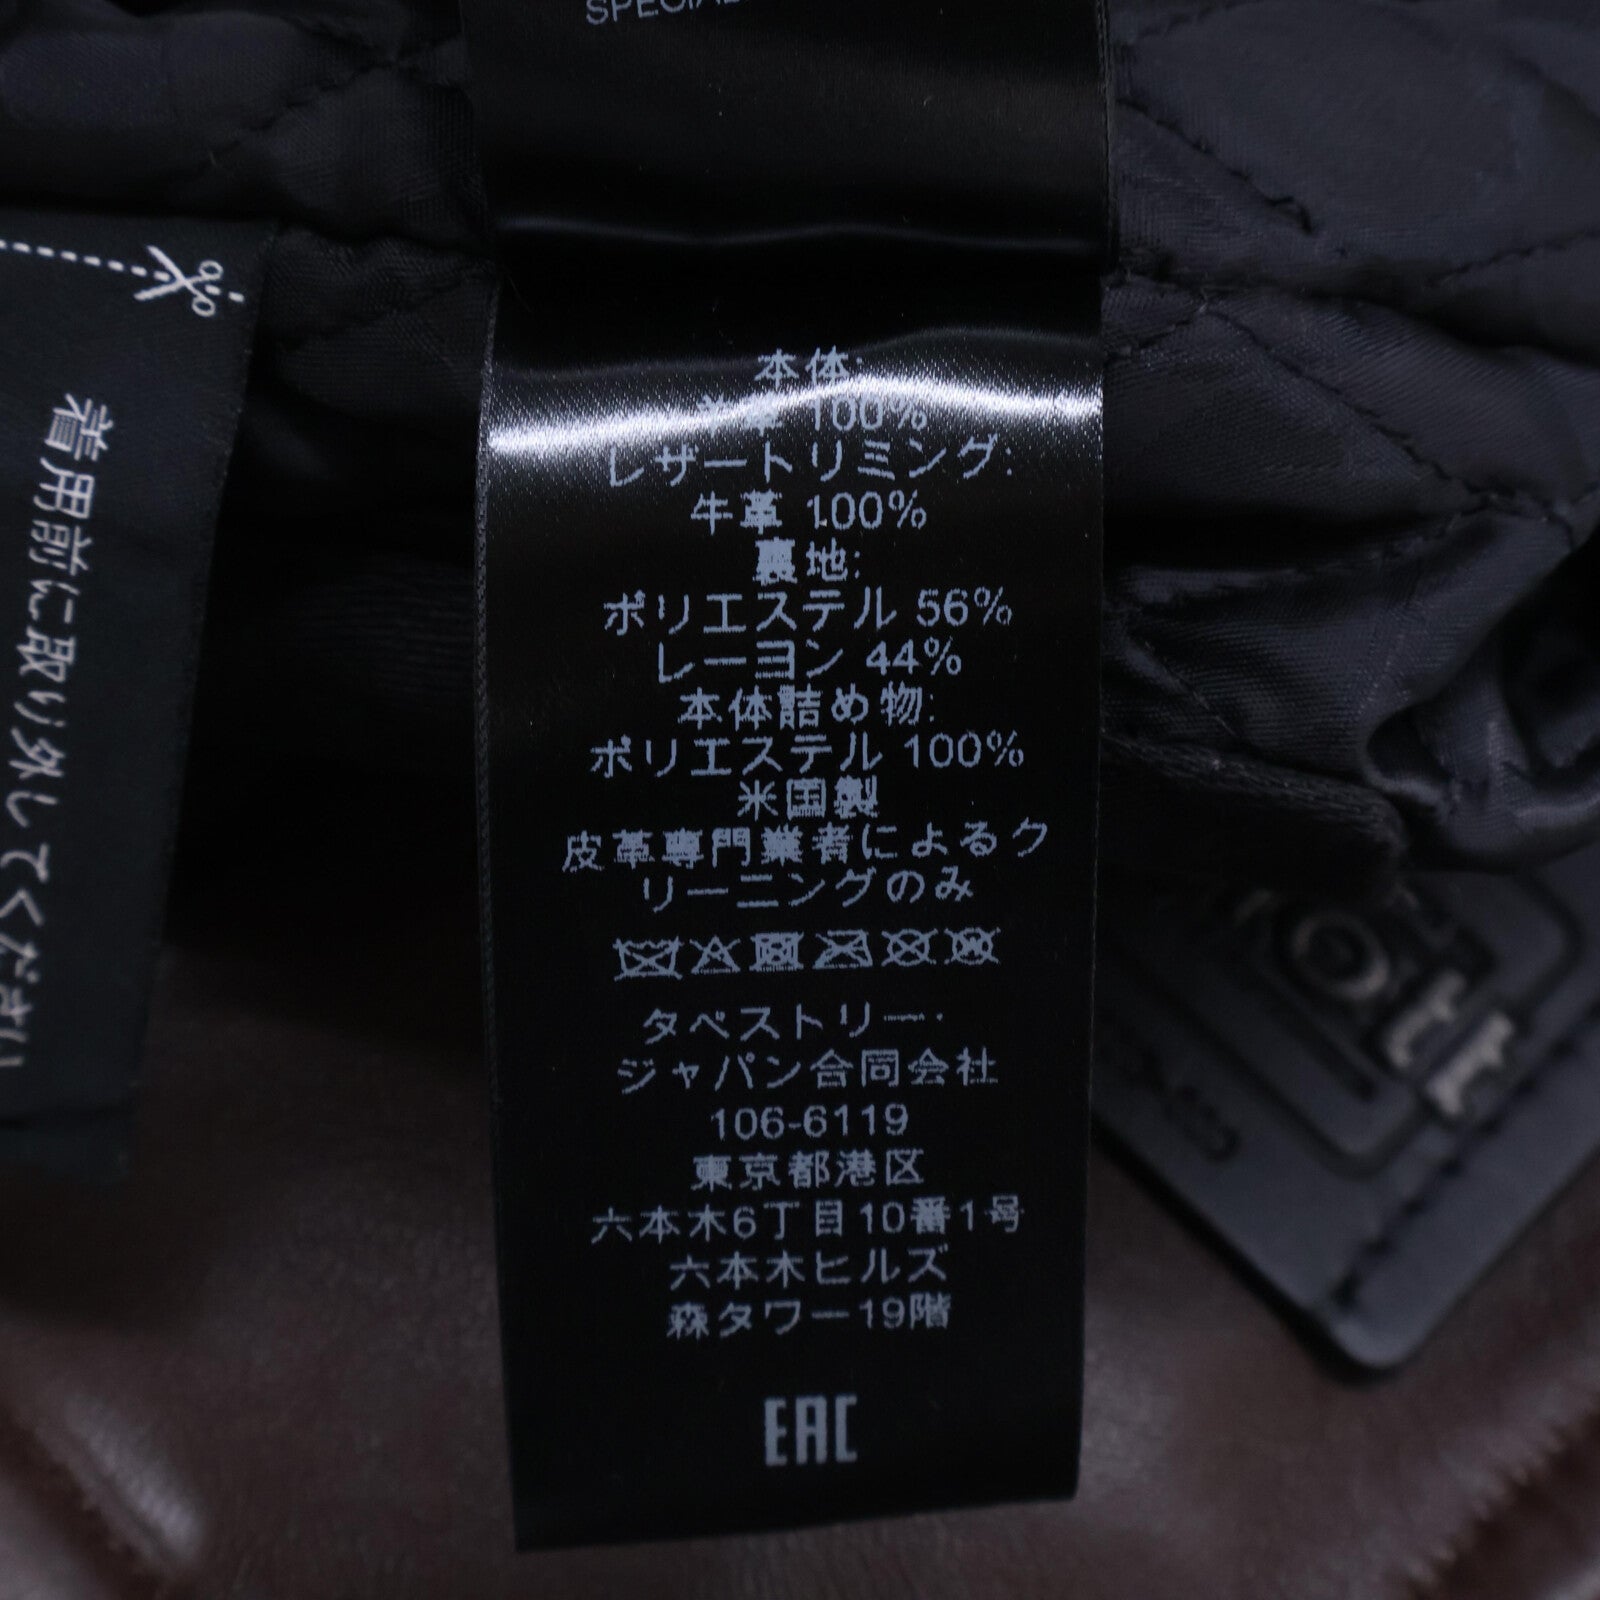 本体:
100%
レザートリミング:
牛革 100%
裏地:
ポリエステル 56%
レーヨン 44%
本体詰め物:
ポリエステル 100%
米国製
皮革専門業者によるク
リーニングのみ
タペストリー・
ジャパン合同会社
106-6119
東京都港区
六本木6丁目10番1号
六本木ヒルズ
森タワー19階
EAC
着用前に取り外してください